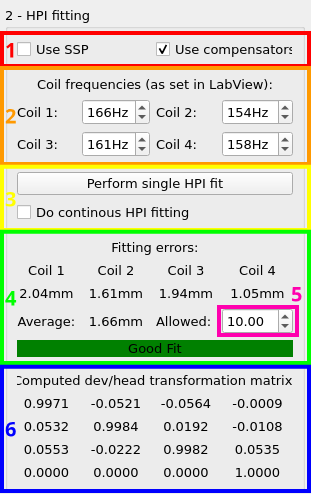 2 - HPI fitting
1 Use SSP Use compensators
Coil frequencies (as set in LabView):
2 Coil 1: 166Hz Coil 2: 154Hz
Coil 3: 161Hz Coil 4: 158Hz
Perform single HPI fit
3
Do continous HPI fitting
Fitting errors:
Coil 1 Coil 2 Coil 3 Coil 4
4 2.04mm 1.61mm 1.94mm 1.05mm 5
Average: 1.66mm Allowed: 10.00
Good Fit
Computed dev/head transformation matrix
0.9971 -0.0521 -0.0564 -0.0009
6 0.0532 0.9984 0.0192 -0.0108
0.0553 -0.0222 0.9982 0.0535
0.0000 0.0000 0.0000 1.0000